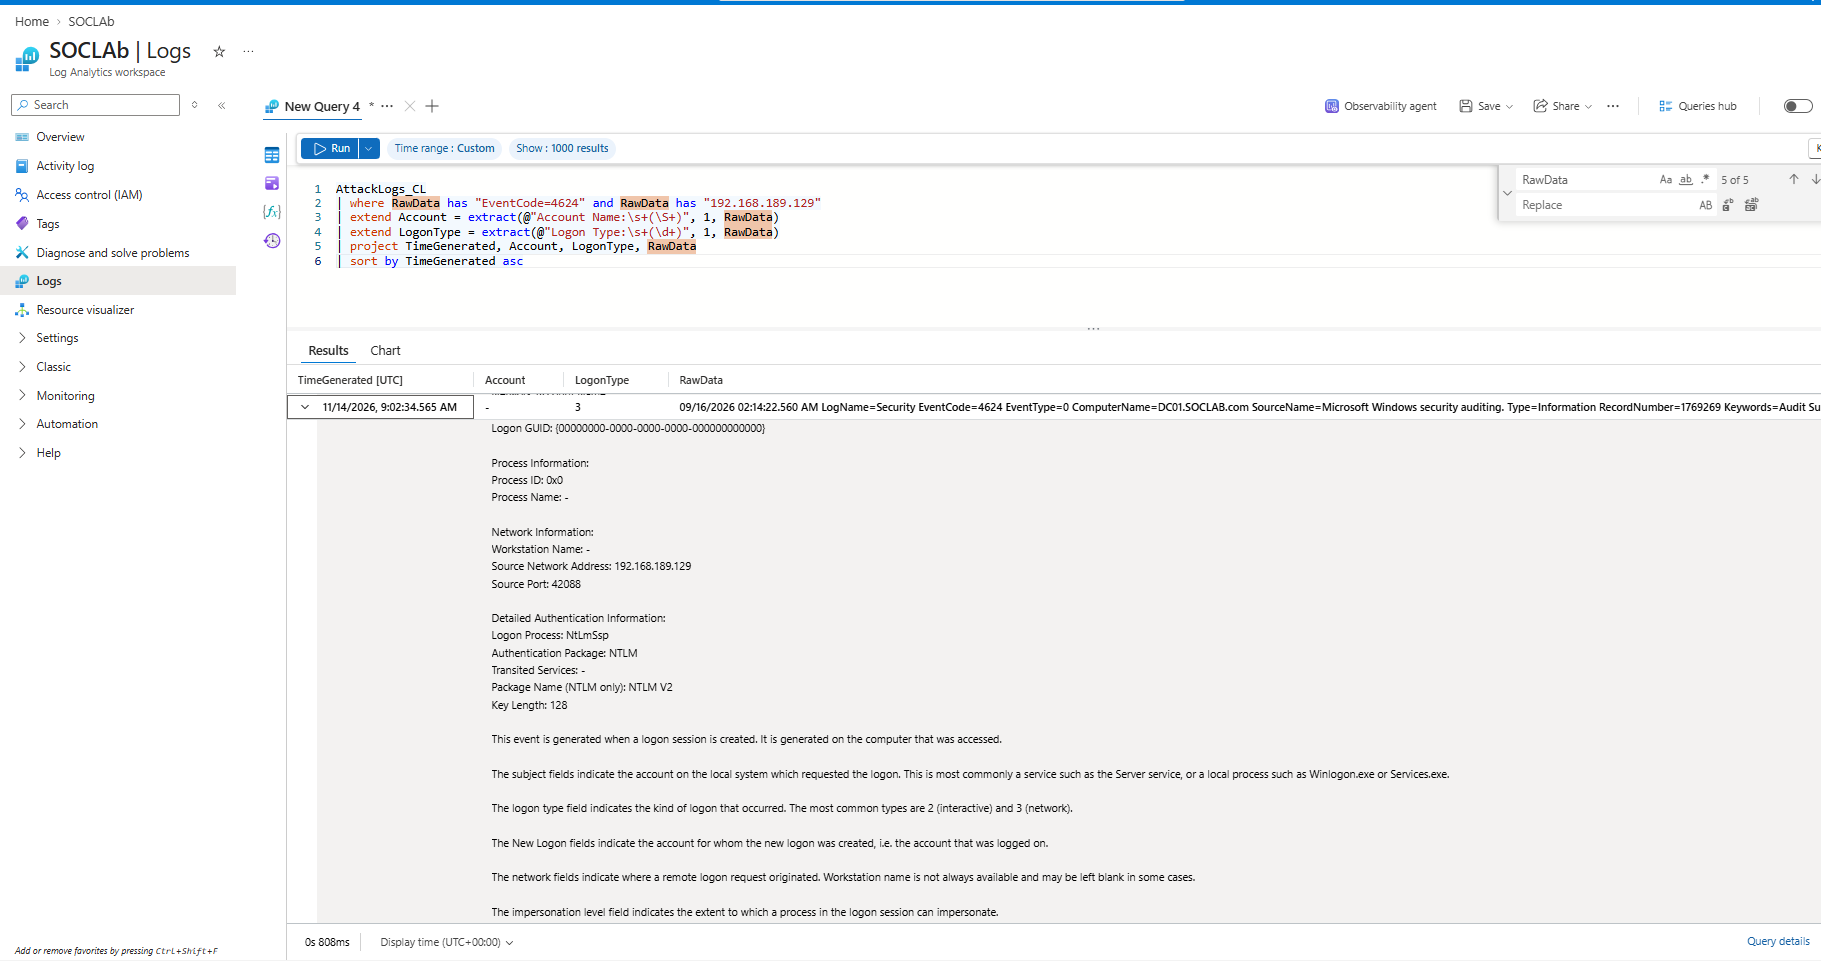 Home > SOCLAb
SOCLAb | Logs
Log Analytics workspace
Search
Overview
Activity log
Access control (IAM)
Tags
Diagnose and solve problems
Logs
Resource visualizer
Settings
Classic
Monitoring
Automation
Help
Add or remove favorites by pressing Ctrl+Shift+F
New Query 4 * ...
Observability agent
Save
Share
Queries hub
Run
Time range : Custom
Show : 1000 results
1 AttackLogs_CL
2 | where RawData has "EventCode=4624" and RawData has "192.168.189.129"
3 | extend Account = extract(@"Account Name:\s+(\S+)", 1, RawData)
4 | extend LogonType = extract(@"Logon Type:\s+(\d+)", 1, RawData)
5 | project TimeGenerated, Account, LogonType, RawData
6 | sort by TimeGenerated asc
RawData Aa ab .* 5 of 5
Replace AB
Results Chart
TimeGenerated [UTC] Account LogonType RawData
11/14/2026, 9:02:34.565 AM - 3 09/16/2026 02:14:22.560 AM LogName=Security EventCode=4624 EventType=0 ComputerName=DC01.SOCLAB.com SourceName=Microsoft Windows security auditing. Type=Information RecordNumber=1769269 Keywords=Audit Su
Logon GUID: {00000000-0000-0000-0000-000000000000}
Process Information:
Process ID: 0x0
Process Name: -
Network Information:
Workstation Name: -
Source Network Address: 192.168.189.129
Source Port: 42088
Detailed Authentication Information:
Logon Process: NtLmSsp
Authentication Package: NTLM
Transited Services: -
Package Name (NTLM only): NTLM V2
Key Length: 128
This event is generated when a logon session is created. It is generated on the computer that was accessed.
The subject fields indicate the account on the local system which requested the logon. This is most commonly a service such as the Server service, or a local process such as Winlogon.exe or Services.exe.
The logon type field indicates the kind of logon that occurred. The most common types are 2 (interactive) and 3 (network).
The New Logon fields indicate the account for whom the new logon was created, i.e. the account that was logged on.
The network fields indicate where a remote logon request originated. Workstation name is not always available and may be left blank in some cases.
The impersonation level field indicates the extent to which a process in the logon session can impersonate.
0s 808ms
Display time (UTC+00:00)
Query details